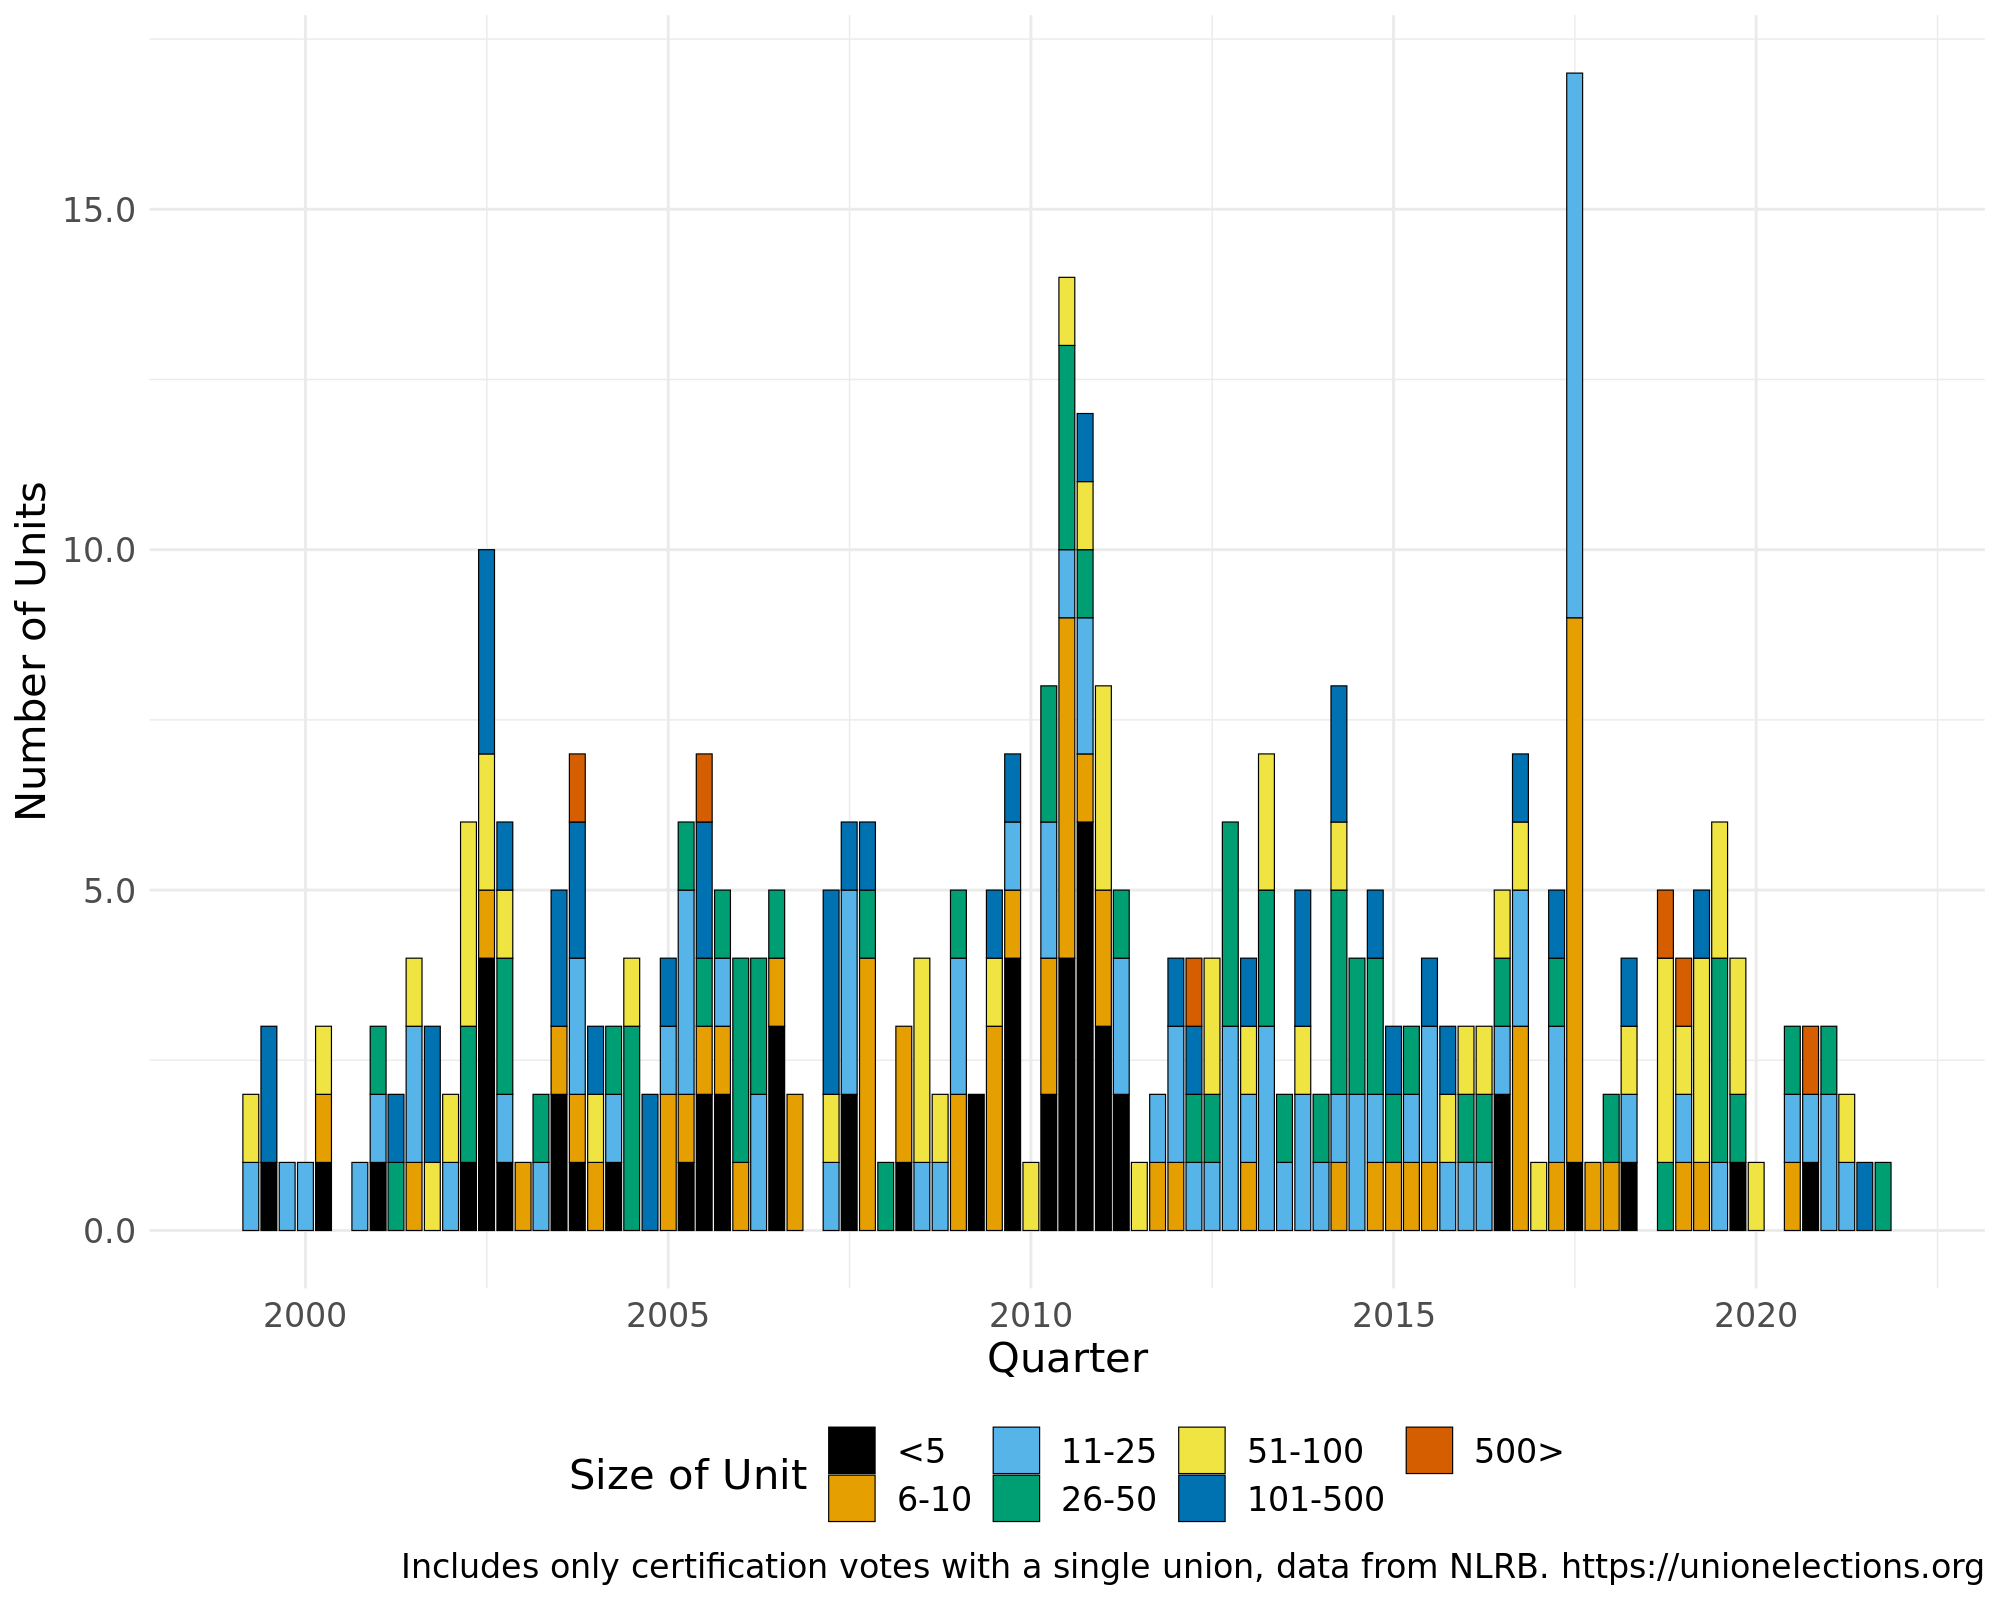 15.0
10.0
5.0
0.0
Number of Units
2000 2005 2010 2015 2020
Quarter
Size of Unit
<5 11-25 51-100 500>
6-10 26-50 101-500
Includes only certification votes with a single union, data from NLRB. https://unionelections.org